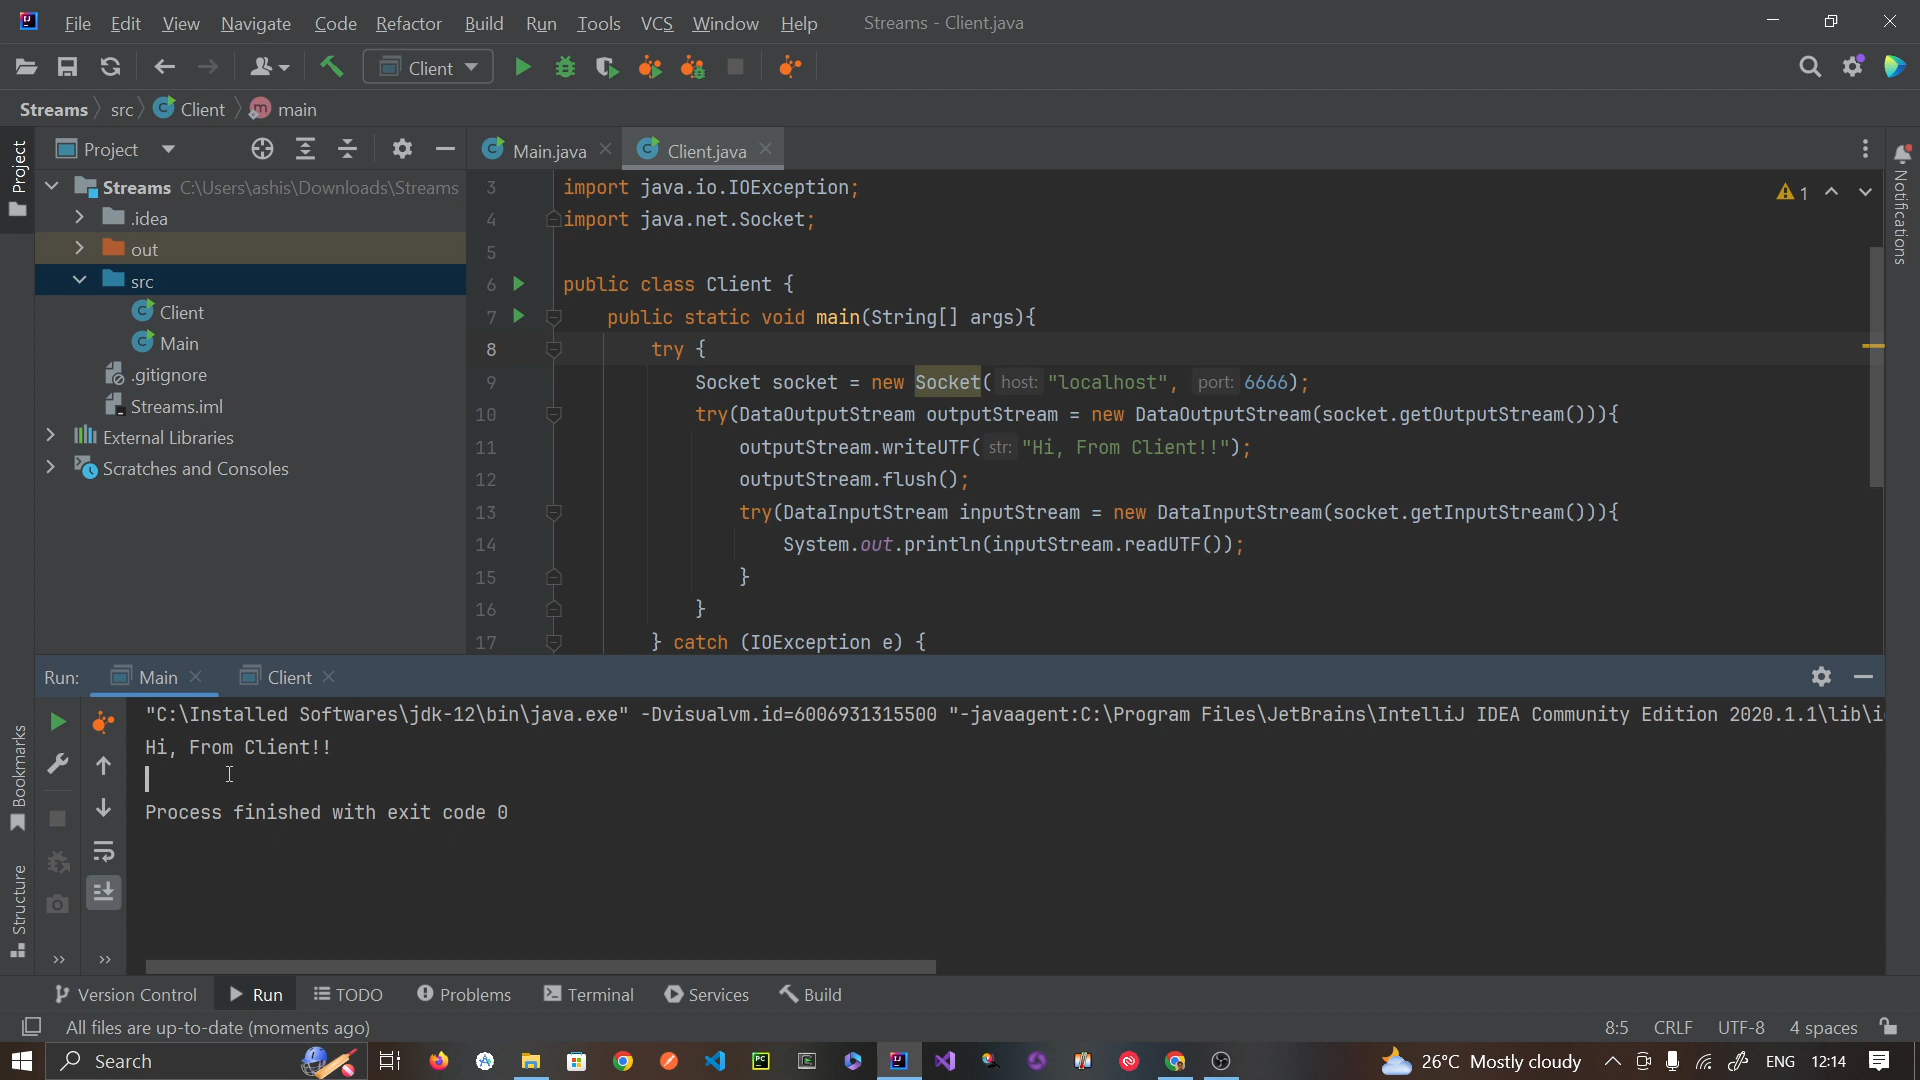 File Edit View Navigate Code Refactor Build Run Tools VCS Window Help Streams - Client.java
Client
Streams src Client main
Project
Project
Streams C:\Users\ashis\Downloads\Streams
.idea
out
src
Client
Main
.gitignore
Streams.iml
External Libraries
Scratches and Consoles
Main.java Client.java
1
3 import java.io.IOException;
4 import java.net.Socket;
5
6 public class Client {
7 public static void main(String[] args){
8 try {
9 Socket socket = new Socket( host: "localhost", port: 6666);
10 try(DataOutputStream outputStream = new DataOutputStream(socket.getOutputStream())){
11 outputStream.writeUTF( str: "Hi, From Client!!");
12 outputStream.flush();
13 try(DataInputStream inputStream = new DataInputStream(socket.getInputStream())){
14 System.out.println(inputStream.readUTF());
15 }
16 }
17 } catch (IOException e) {
Notifications
Run: Main Client
"C:\Installed Softwares\jdk-12\bin\java.exe" -Dvisualvm.id=6006931315500 "-javaagent:C:\Program Files\JetBrains\IntelliJ IDEA Community Edition 2020.1.1\lib\i
Hi, From Client!!
Process finished with exit code 0
Bookmarks
Structure
Version Control Run TODO Problems Terminal Services Build
All files are up-to-date (moments ago) 8:5 CRLF UTF-8 4 spaces
Search 26°C Mostly cloudy ENG 12:14